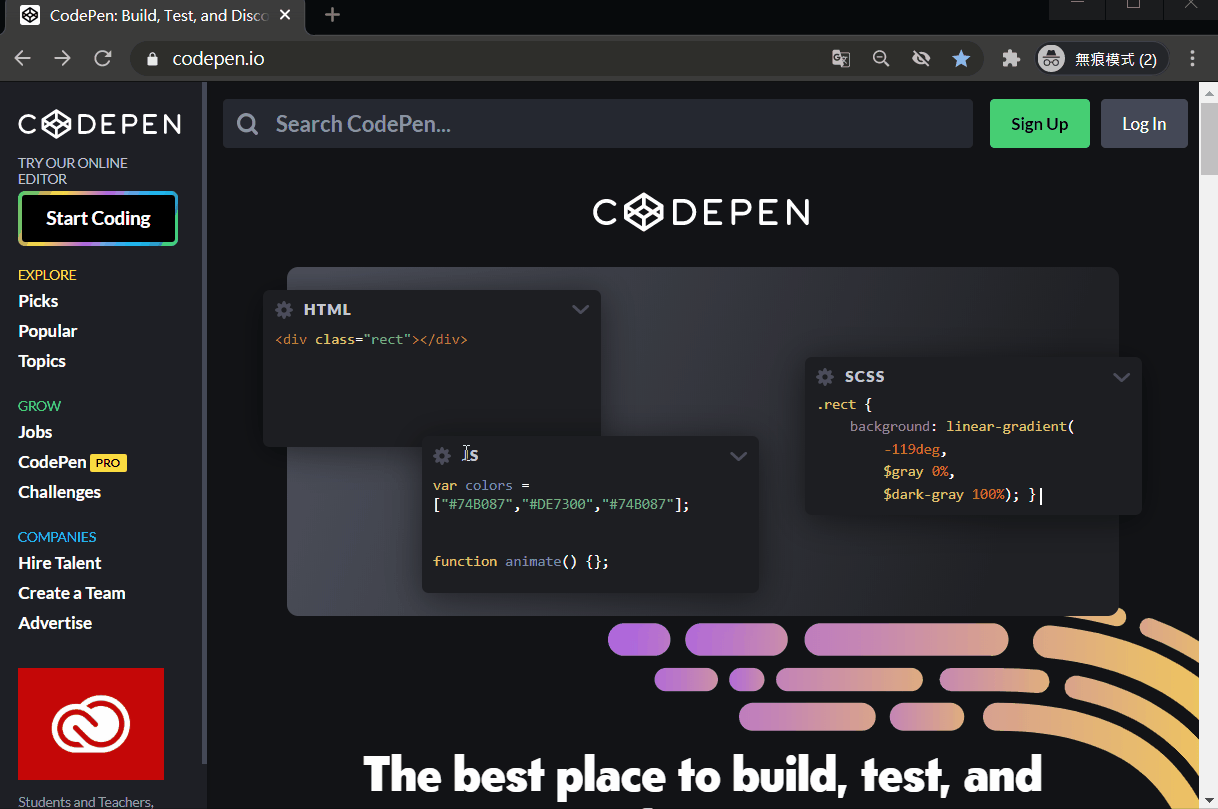 CodePen: Build, Test, and Disco
codepen.io
無痕模式 (2)
CODEPEN
TRY OUR ONLINE
EDITOR
Start Coding
EXPLORE
Picks
Popular
Topics
GROW
Jobs
CodePen PRO
Challenges
COMPANIES
Hire Talent
Create a Team
Advertise
Students and Teachers,
Search CodePen...
Sign Up
Log In
CODEPEN
HTML
<div class="rect"></div>
JS
var colors =
["#74B087","#DE7300","#74B087"];
function animate() {};
SCSS
.rect {
background: linear-gradient(
-119deg,
$gray 0%,
$dark-gray 100%); }
The best place to build, test, and